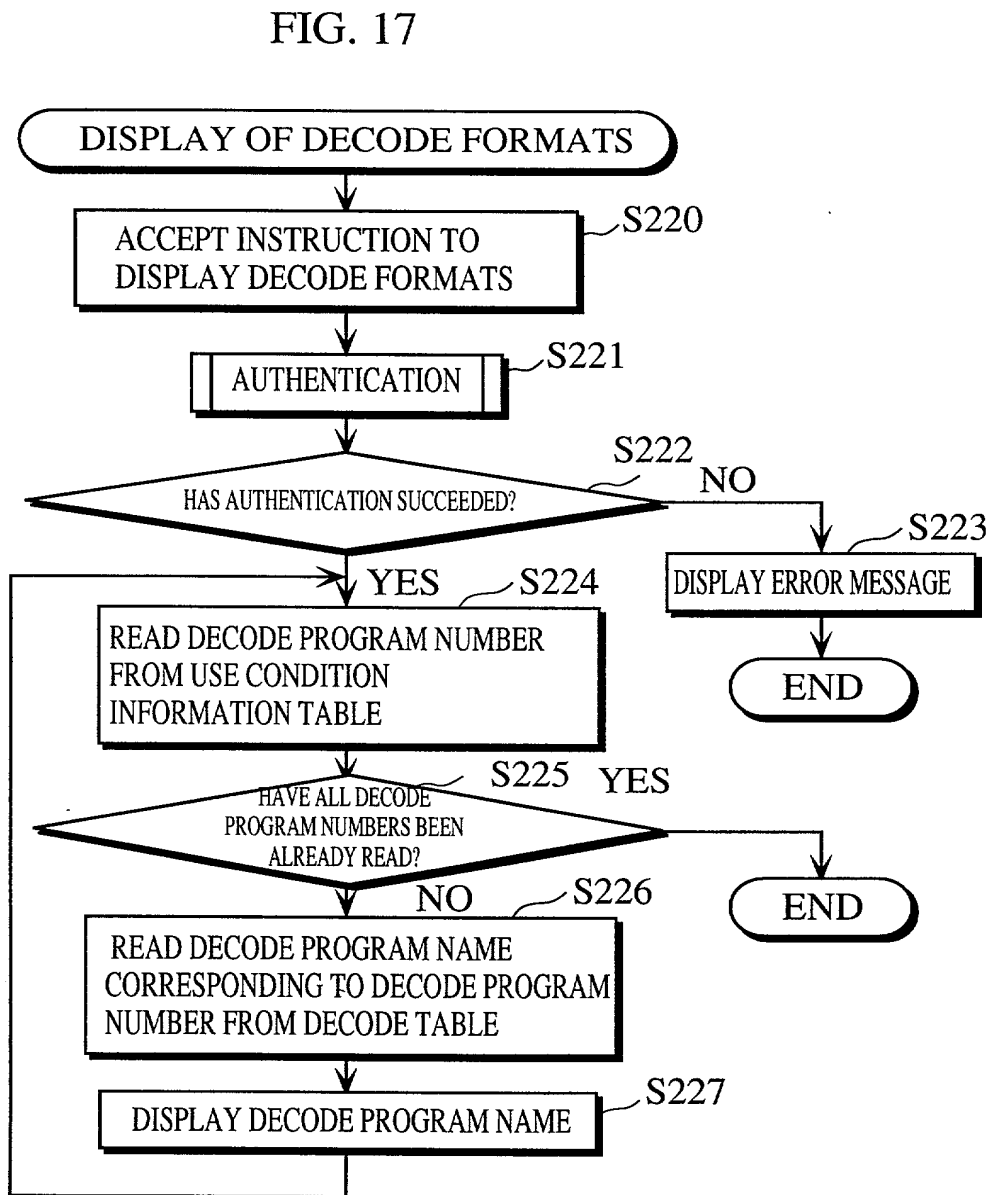 FIG. 17
DISPLAY OF DECODE FORMATS
S220
ACCEPT INSTRUCTION TO
DISPLAY DECODE FORMATS
S221
AUTHENTICATION
S222
HAS AUTHENTICATION SUCCEEDED?
NO
S223
DISPLAY ERROR MESSAGE
END
YES
S224
READ DECODE PROGRAM NUMBER
FROM USE CONDITION
INFORMATION TABLE
S225
YES
HAVE ALL DECODE
PROGRAM NUMBERS BEEN
ALREADY READ?
END
NO
S226
READ DECODE PROGRAM NAME
CORRESPONDING TO DECODE PROGRAM
NUMBER FROM DECODE TABLE
S227
DISPLAY DECODE PROGRAM NAME